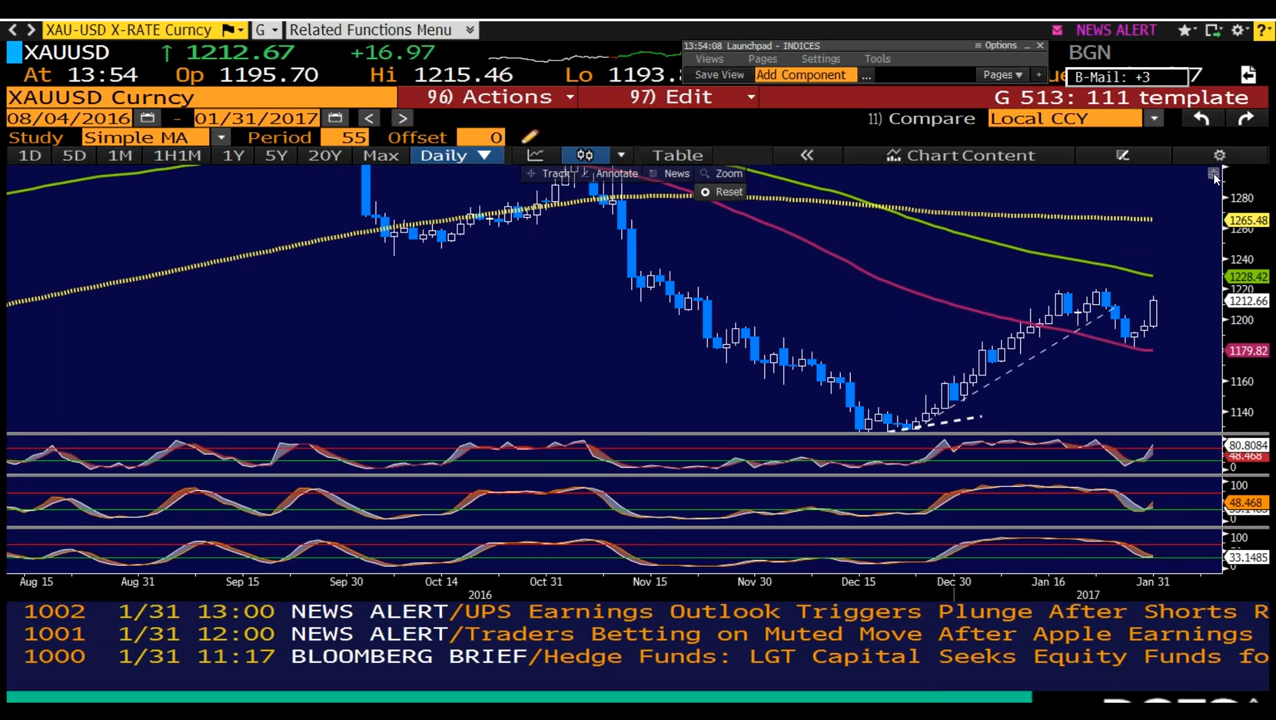 XAU-USD X-RATE Curncy G Related Functions Menu NEWS ALERT ?
XAUUSD ↑ 1212.67 +16.97 13:54:08 Launchpad - INDICES Options BGN
Views Pages Settings Tools
At 13:54 Op 1195.70 Hi 1215.46 Lo 1193.8 Save View Add Component ... Pages + B-Mail: +3 7
XAUUSD Curncy 96) Actions 97) Edit G 513: 111 template
08/04/2016 - 01/31/2017 < > 11) Compare Local CCY
Study Simple MA Period 55 Offset 0
1D 5D 1M 1H1M 1Y 5Y 20Y Max Daily ▼ Table « Chart Content
Track Annotate News Zoom
Reset
1280
1265.48
1260
1240
1228.42
1220
1212.66
1200
1179.82
1160
1140
80.8084
48.468
0
100
48.468
0
100
33.1485
0
Aug 15 Aug 31 Sep 15 Sep 30 Oct 14 Oct 31 Nov 15 Nov 30 Dec 15 Dec 30 Jan 16 Jan 31
2016 2017
1002 1/31 13:00 NEWS ALERT/UPS Earnings Outlook Triggers Plunge After Shorts R
1001 1/31 12:00 NEWS ALERT/Traders Betting on Muted Move After Apple Earnings
1000 1/31 11:17 BLOOMBERG BRIEF/Hedge Funds: LGT Capital Seeks Equity Funds fo